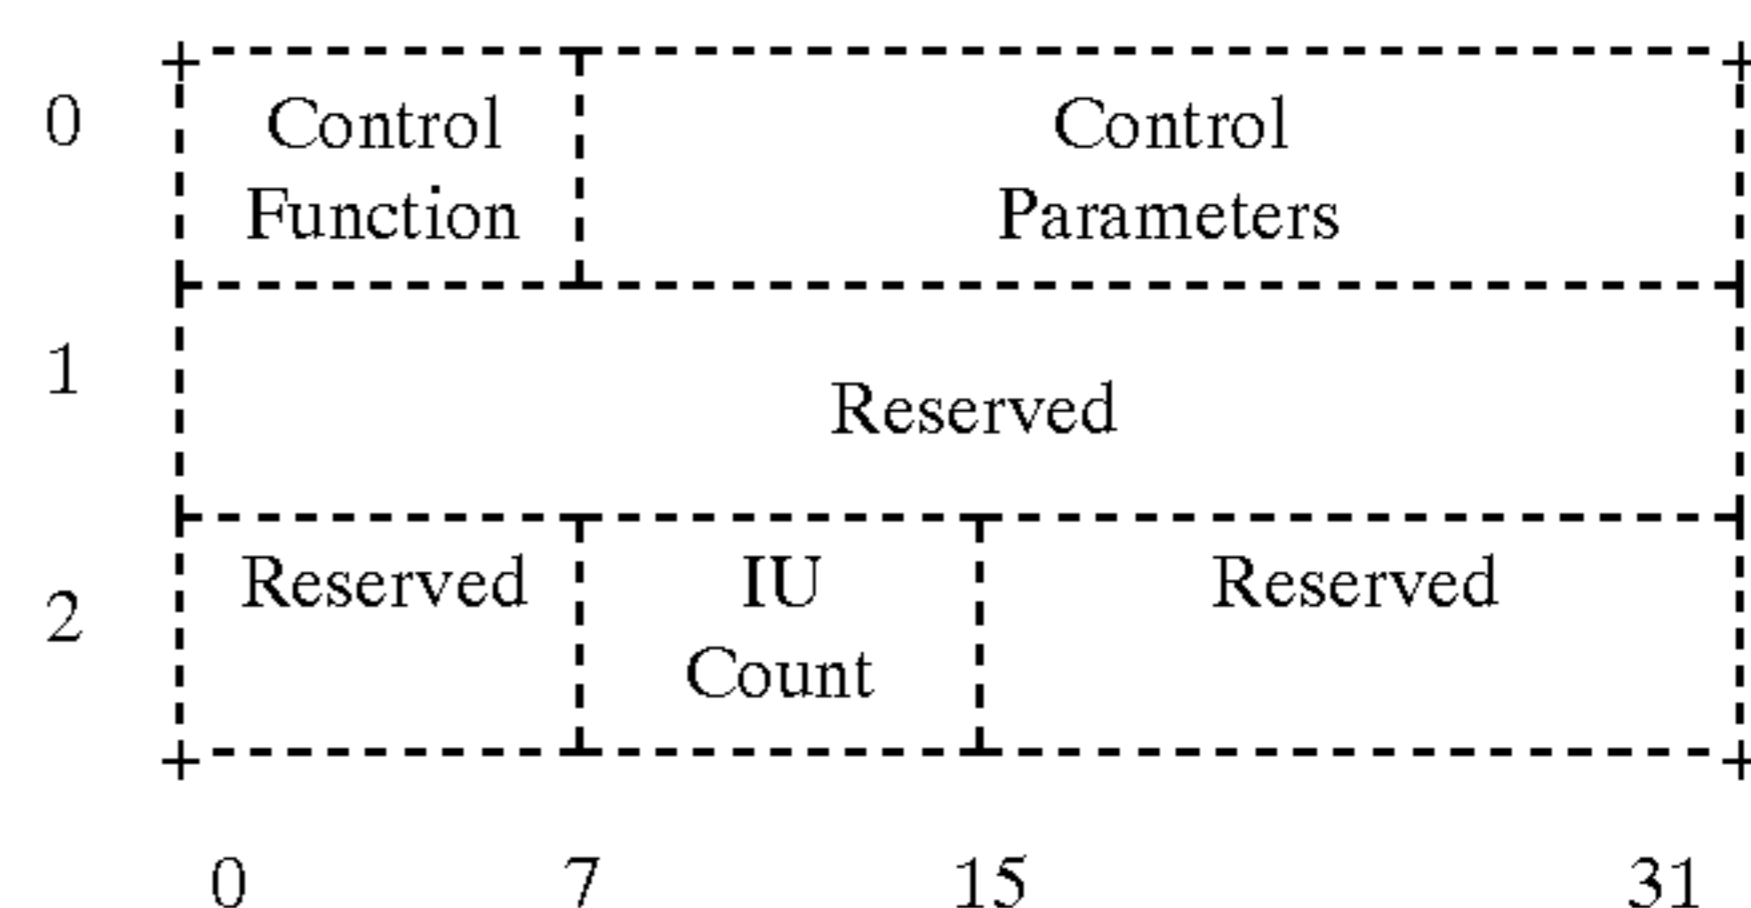 0
Control
Function
Control
Parameters
1
Reserved
2
Reserved
IU
Count
Reserved
0 7 15 31